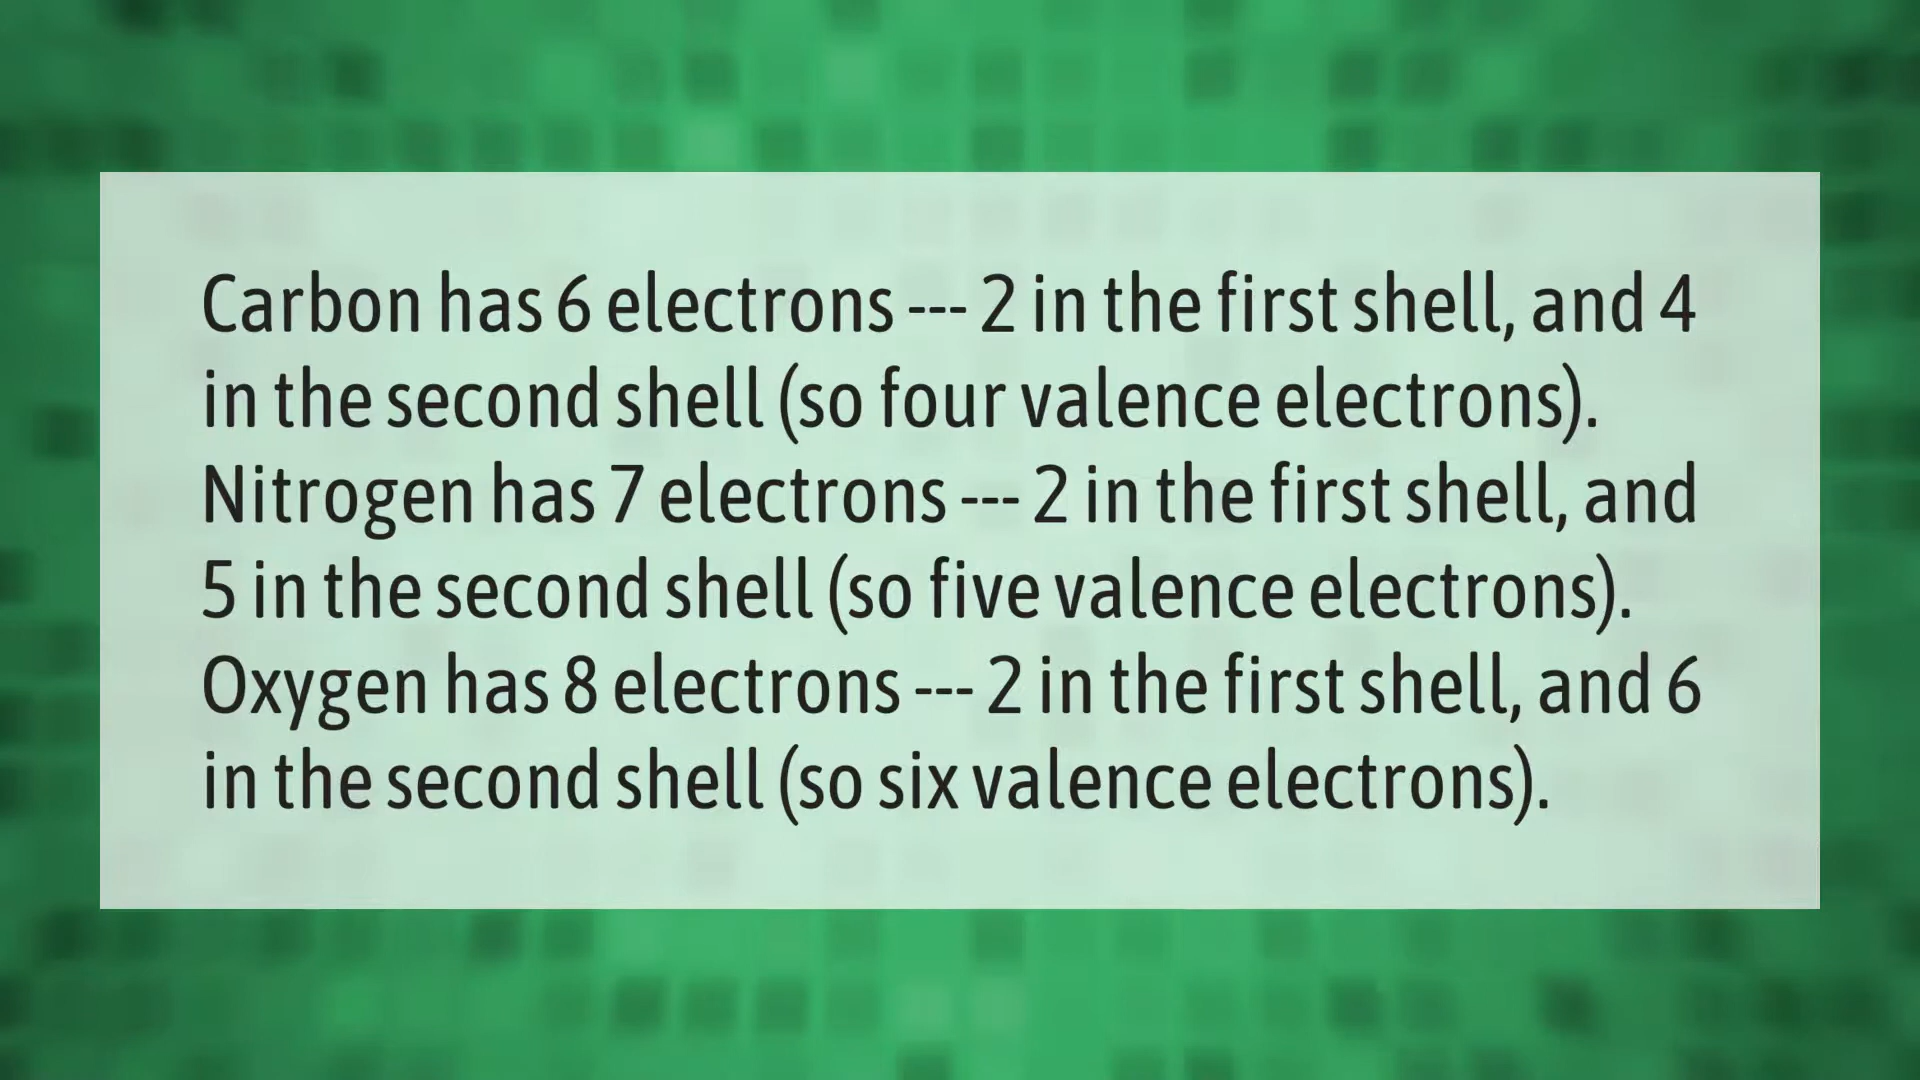 Carbon has 6 electrons --- 2 in the first shell, and 4
in the second shell (so four valence electrons).
Nitrogen has 7 electrons --- 2 in the first shell, and
5 in the second shell (so five valence electrons).
Oxygen has 8 electrons --- 2 in the first shell, and 6
in the second shell (so six valence electrons).